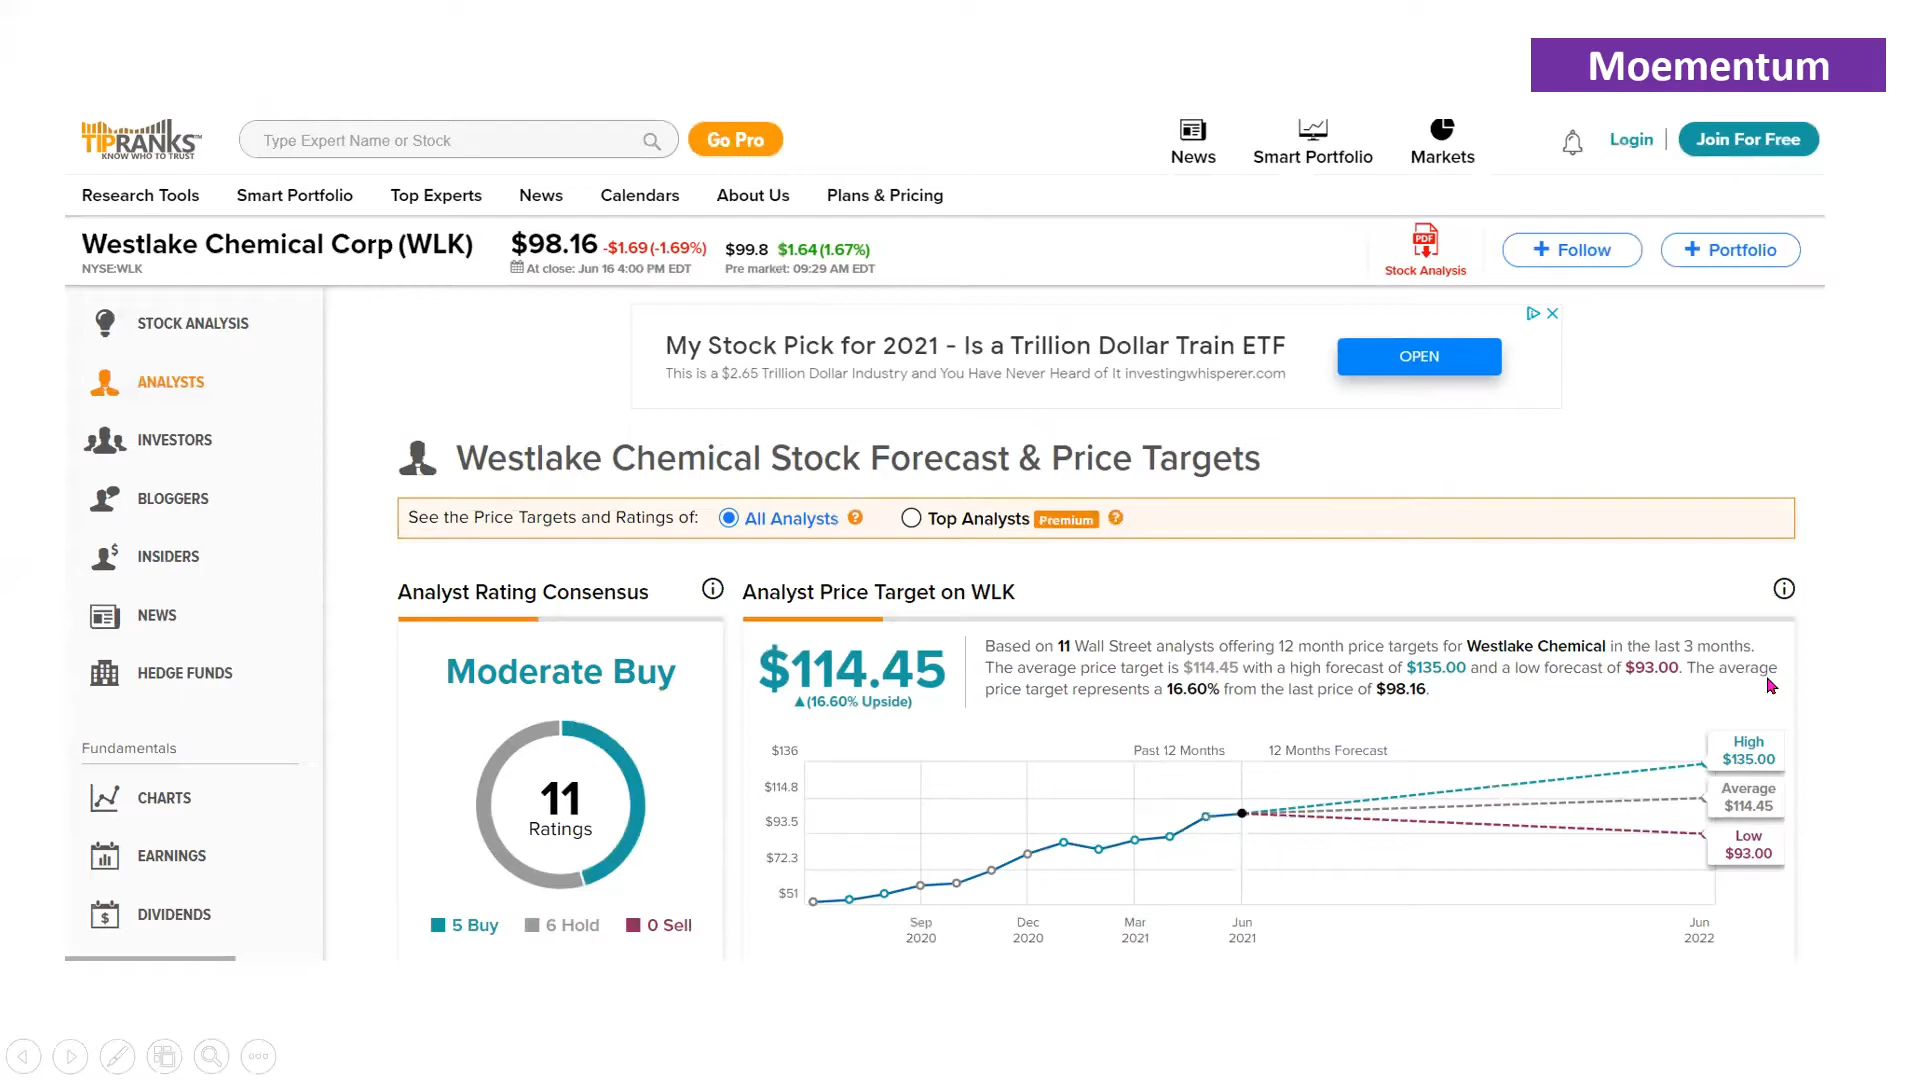 Moementum
TIPRANKS™
KNOW WHO TO TRUST
Type Expert Name or Stock
Go Pro
News
Smart Portfolio
Markets
Login
Join For Free
Research Tools
Smart Portfolio
Top Experts
News
Calendars
About Us
Plans & Pricing
Westlake Chemical Corp (WLK)
NYSE:WLK
$98.16 -$1.69 (-1.69%)
At close: Jun 16 4:00 PM EDT
$99.8 $1.64 (1.67%)
Pre market: 09:29 AM EDT
PDF
Stock Analysis
+ Follow
+ Portfolio
STOCK ANALYSIS
ANALYSTS
INVESTORS
BLOGGERS
INSIDERS
NEWS
HEDGE FUNDS
Fundamentals
CHARTS
EARNINGS
DIVIDENDS
My Stock Pick for 2021 - Is a Trillion Dollar Train ETF
This is a $2.65 Trillion Dollar Industry and You Have Never Heard of It investingwhisperer.com
OPEN
Westlake Chemical Stock Forecast & Price Targets
See the Price Targets and Ratings of: All Analysts ? Top Analysts Premium ?
Analyst Rating Consensus
Moderate Buy
11
Ratings
5 Buy 6 Hold 0 Sell
Analyst Price Target on WLK
$114.45
▲(16.60% Upside)
Based on 11 Wall Street analysts offering 12 month price targets for Westlake Chemical in the last 3 months.
The average price target is $114.45 with a high forecast of $135.00 and a low forecast of $93.00. The average
price target represents a 16.60% from the last price of $98.16.
Past 12 Months
12 Months Forecast
$136
$114.8
$93.5
$72.3
$51
High
$135.00
Average
$114.45
Low
$93.00
Sep
2020
Dec
2020
Mar
2021
Jun
2021
Jun
2022